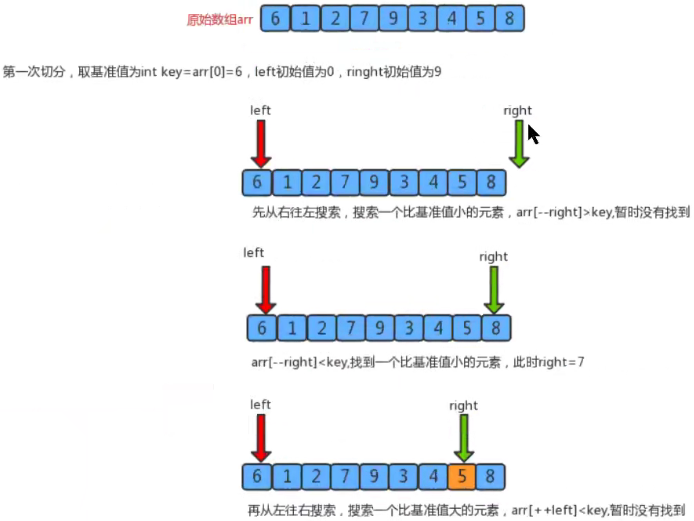 原始数组arr 6 1 2 7 9 3 4 5 8
第一次切分，取基准值为int key=arr[0]=6，left初始值为0，ringht初始值为9
left right
6 1 2 7 9 3 4 5 8
先从右往左搜索，搜索一个比基准值小的元素，arr[--right]>key,暂时没有找到
left right
6 1 2 7 9 3 4 5 8
arr[--right]<key,找到一个比基准值小的元素，此时right=7
left right
6 1 2 7 9 3 4 5 8
再从左往右搜索，搜索一个比基准值大的元素，arr[++left]<key,暂时没有找到